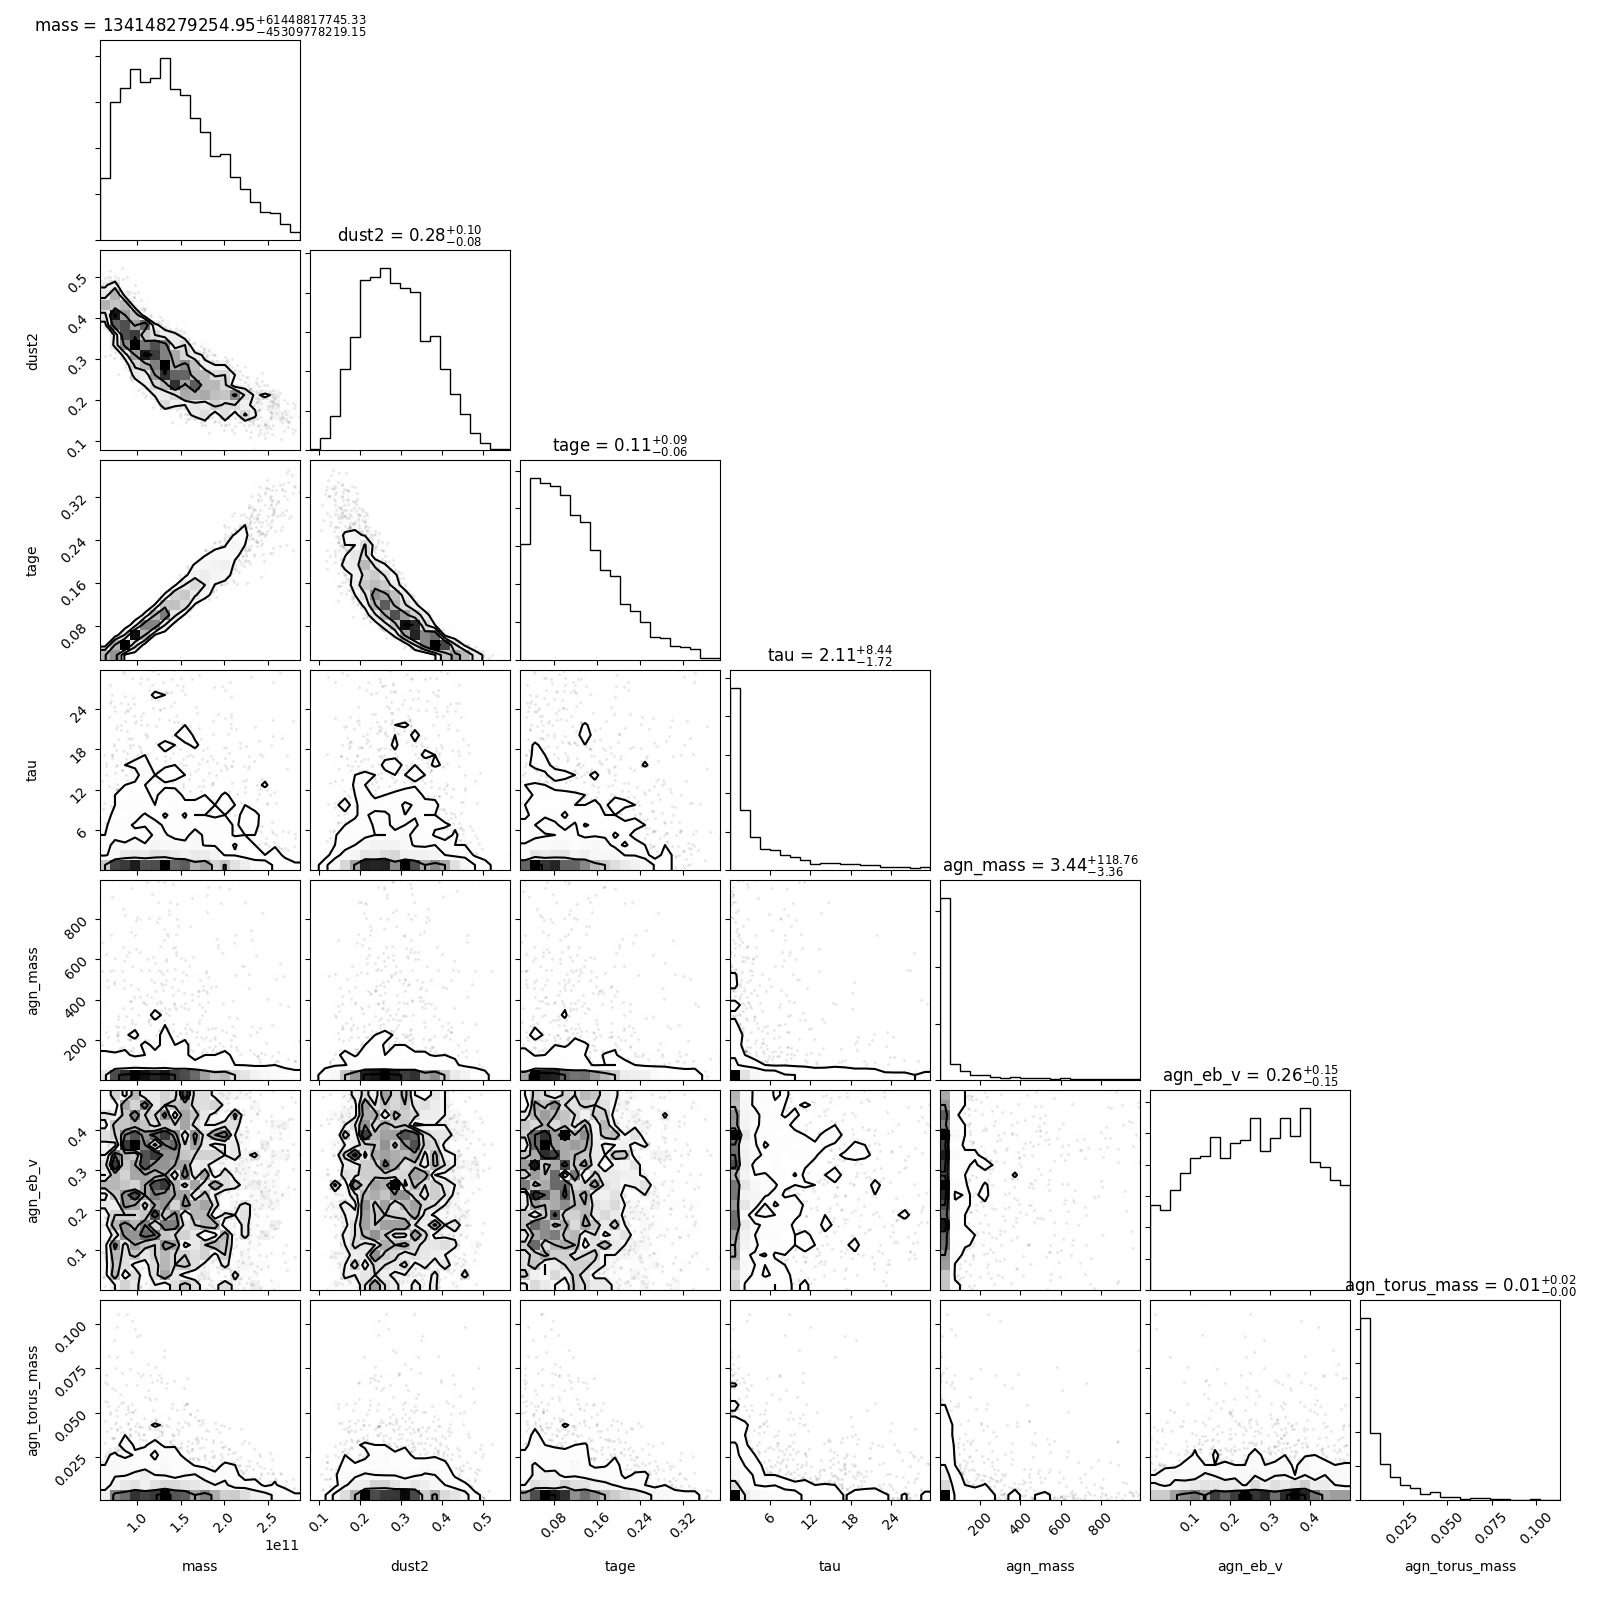 mass = 134148279254.95+61448817745.33−45309778219.15
dust2 = 0.28+0.10−0.08
0.5
0.4
0.3
0.2
0.1
dust2
tage = 0.11+0.09−0.06
0.32
0.24
0.16
0.08
tage
tau = 2.11+8.44−1.72
24
18
12
6
tau
agn_mass = 3.44+118.76−3.36
800
600
400
200
agn_mass
agn_eb_v = 0.26+0.15−0.15
0.4
0.3
0.2
0.1
agn_eb_v
agn_torus_mass = 0.01+0.02−0.00
0.100
0.075
0.050
0.025
agn_torus_mass
1.0 1.5 2.0 2.5 0.1 0.2 0.3 0.4 0.5 0.08 0.16 0.24 0.32 6 12 18 24 200 400 600 800 0.1 0.2 0.3 0.4 0.025 0.050 0.075 0.100
1e11
mass dust2 tage tau agn_mass agn_eb_v agn_torus_mass